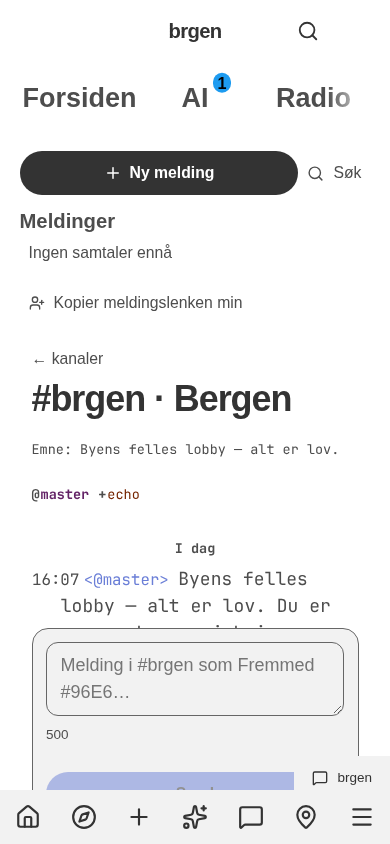 brgen
Forsiden AI 1 Radio
Ny melding Søk
Meldinger
Ingen samtaler ennå
Kopier meldingslenken min
← kanaler
#brgen · Bergen
Emne: Byens felles lobby — alt er lov.
@master +echo
I dag
16:07 <@master> Byens felles
lobby — alt er lov. Du er
Melding i #brgen som Fremmed
#96E6…
500
brgen